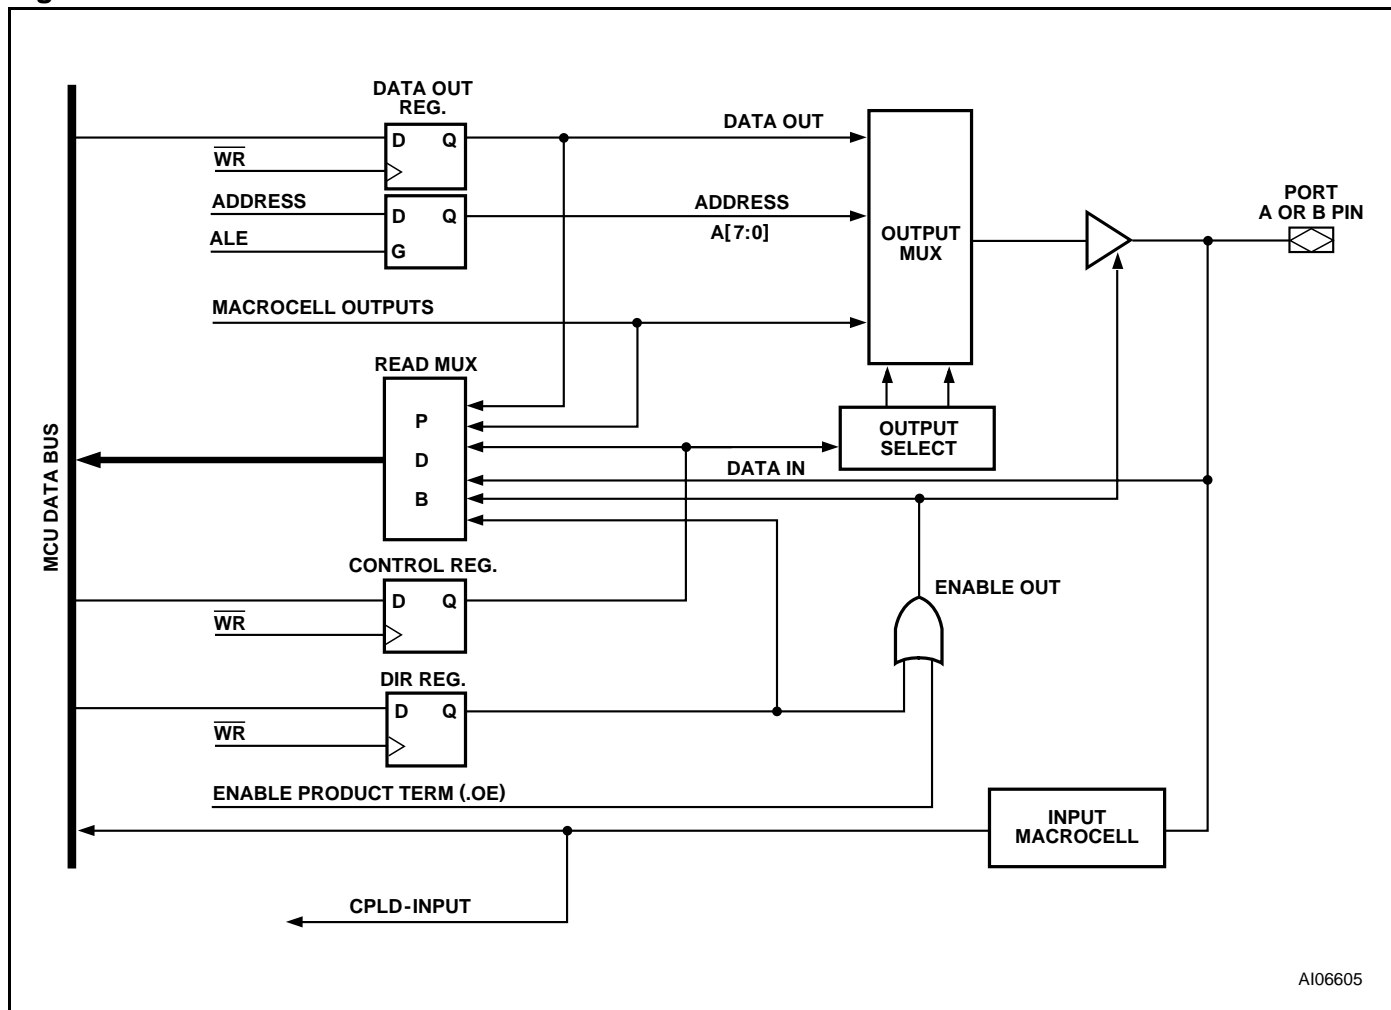 DATA OUT
REG.
D Q
WR
ADDRESS
D Q
ALE
G
DATA OUT
ADDRESS
A[7:0]
OUTPUT
MUX
PORT
A OR B PIN
MACROCELL OUTPUTS
READ MUX
P
D
B
OUTPUT
SELECT
DATA IN
MCU DATA BUS
CONTROL REG.
D Q
WR
ENABLE OUT
DIR REG.
D Q
WR
ENABLE PRODUCT TERM (.OE)
INPUT
MACROCELL
CPLD-INPUT
AI06605